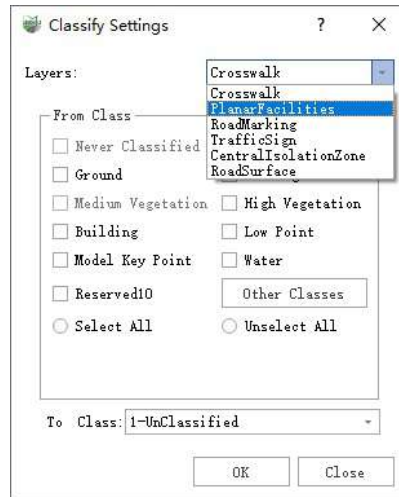 Classify Settings ? ×
Layers: Crosswalk
Crosswalk
PlanarFacilities
RoadMarking
TrafficSign
CentralIsolationZone
RoadSurface
From Class
Never Classified
Ground
Medium Vegetation High Vegetation
Building Low Point
Model Key Point Water
Reserved10 Other Classes
Select All Unselect All
To Class: 1-UnClassified
OK Close